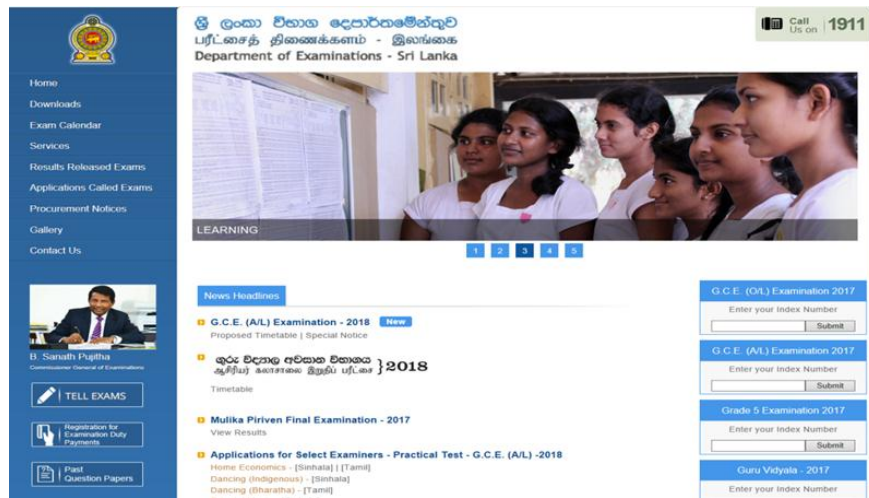 ශ්‍රී ලංකා විභාග දෙපාර්තමේන්තුව
பரீட்சைத் திணைக்களம் - இலங்கை
Department of Examinations - Sri Lanka
Call
Us on
1911
Home
Downloads
Exam Calendar
Services
Results Released Exams
Applications Called Exams
Procurement Notices
Gallery
Contact Us
LEARNING
1 2 3 4 5
B. Sanath Pujitha
Commissioner General of Examinations
TELL EXAMS
Registration for
Examination Duty
Payments
Past
Question Papers
News Headlines
G.C.E. (A/L) Examination - 2018 New
Proposed Timetable | Special Notice
ගුරු විද්‍යාල අවසාන විභාගය
ஆசிரியர் கலாசாலை இறுதிப் பரீட்சை } 2018
Timetable
Mulika Piriven Final Examination - 2017
View Results
Applications for Select Examiners - Practical Test - G.C.E. (A/L) -2018
Home Economics - [Sinhala] | [Tamil]
Dancing (Indigenous) - [Sinhala]
Dancing (Bharatha) - [Tamil]
G.C.E. (O/L) Examination 2017
Enter your Index Number
Submit
G.C.E. (A/L) Examination 2017
Enter your Index Number
Submit
Grade 5 Examination 2017
Enter your Index Number
Submit
Guru Vidyala - 2017
Enter your Index Number